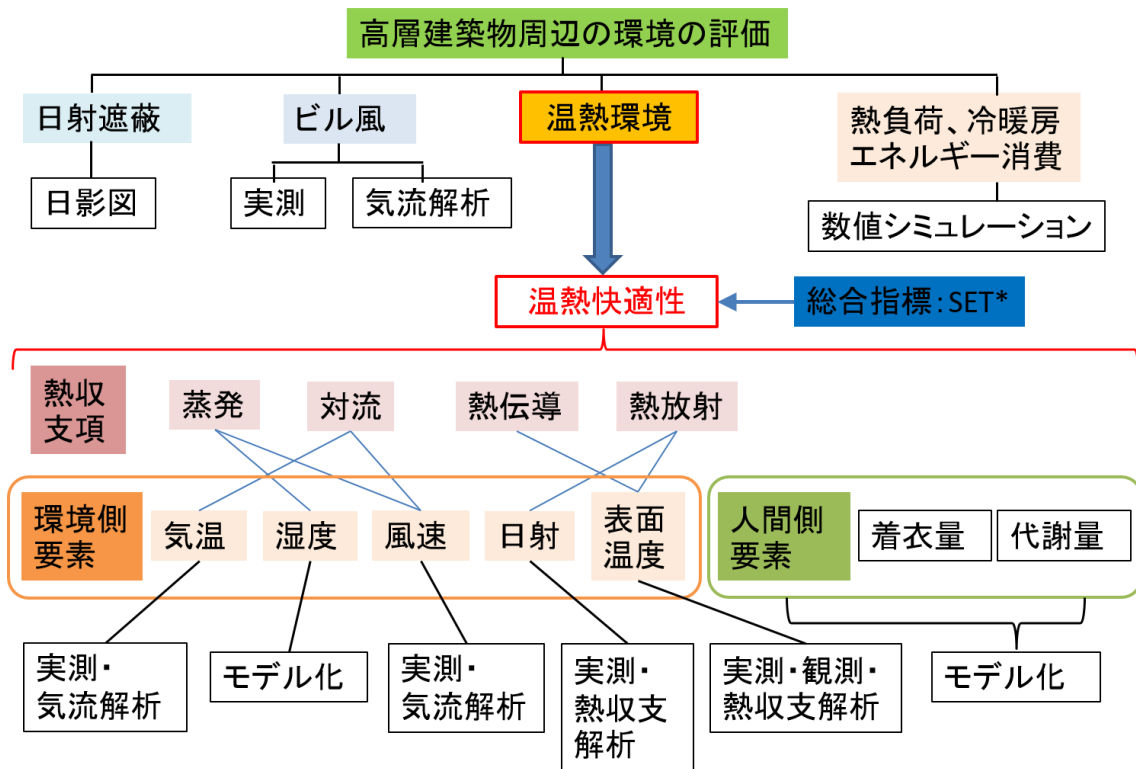 高層建築物周辺の環境の評価
日射遮蔽
ビル風
温熱環境
熱負荷、冷暖房
エネルギー消費
日影図
実測
気流解析
数値シミュレーション
温熱快適性
総合指標：SET*
熱収
支項
蒸発
対流
熱伝導
熱放射
環境側
要素
気温
湿度
風速
日射
表面
温度
人間側
要素
着衣量
代謝量
実測・
気流解析
モデル化
実測・
気流解析
実測・
熱収支
解析
実測・観測・
熱収支解析
モデル化